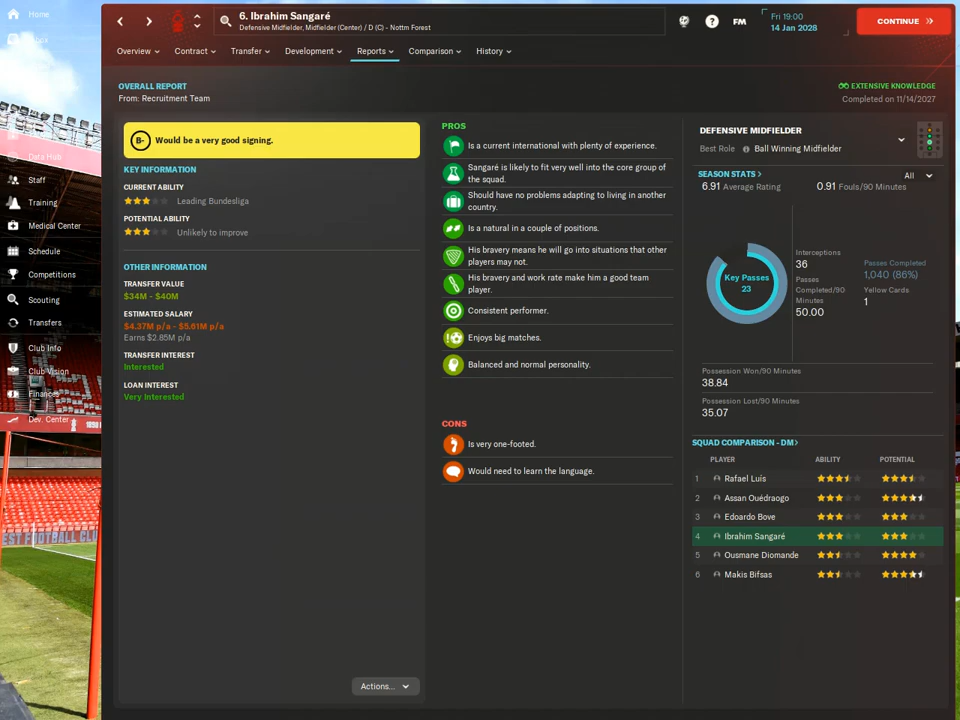 Home
6. Ibrahim Sangaré
Defensive Midfielder, Midfielder (Center) / D (C) - Nottm Forest
FM
Fri 19:00
14 Jan 2028
CONTINUE
Overview
Contract
Transfer
Development
Reports
Comparison
History
Data Hub
Staff
Training
Medical Center
Schedule
Competitions
Scouting
Transfers
Club Info
Club Vision
Finances
Dev. Center
OVERALL REPORT
From: Recruitment Team
EXTENSIVE KNOWLEDGE
Completed on 11/14/2027
B-
Would be a very good signing.
KEY INFORMATION
CURRENT ABILITY
Leading Bundesliga
POTENTIAL ABILITY
Unlikely to improve
OTHER INFORMATION
TRANSFER VALUE
$34M - $40M
ESTIMATED SALARY
$4.37M p/a - $5.61M p/a
Earns $2.85M p/a
TRANSFER INTEREST
Interested
LOAN INTEREST
Very Interested
Actions...
PROS
Is a current international with plenty of experience.
Sangaré is likely to fit very well into the core group of
the squad.
Should have no problems adapting to living in another
country.
Is a natural in a couple of positions.
His bravery means he will go into situations that other
players may not.
His bravery and work rate make him a good team
player.
Consistent performer.
Enjoys big matches.
Balanced and normal personality.
CONS
Is very one-footed.
Would need to learn the language.
DEFENSIVE MIDFIELDER
Best Role
Ball Winning Midfielder
SEASON STATS
All
6.91 Average Rating
0.91 Fouls/90 Minutes
Key Passes
23
Interceptions
36
Passes
Completed/90
Minutes
50.00
Passes Completed
1,040 (86%)
Yellow Cards
1
Possession Won/90 Minutes
38.84
Possession Lost/90 Minutes
35.07
SQUAD COMPARISON - DM
PLAYER ABILITY POTENTIAL
1 Rafael Luís
2 Assan Ouédraogo
3 Edoardo Bove
4 Ibrahim Sangaré
5 Ousmane Diomande
6 Makis Bifsas
EST FOOTBALL CLUB